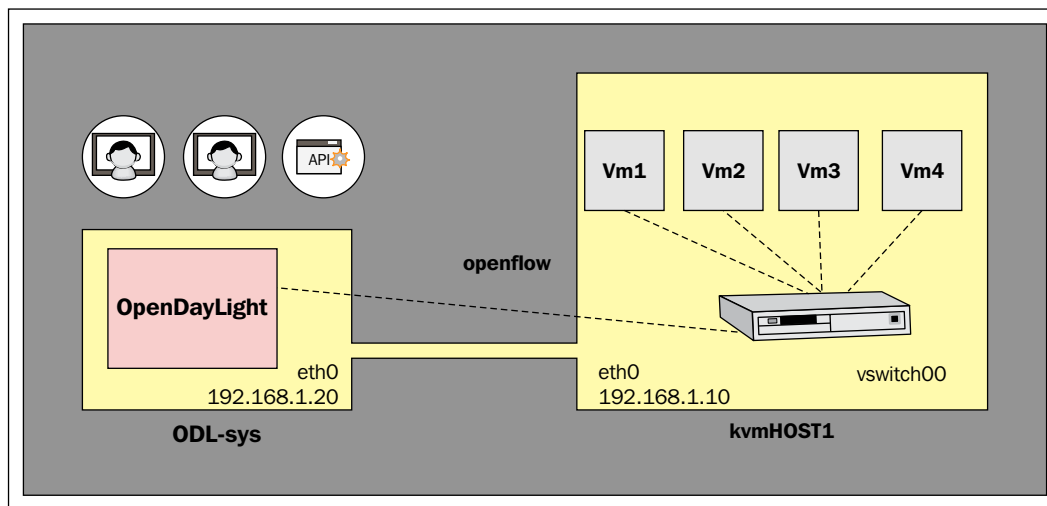 API
Vm1
Vm2
Vm3
Vm4
openflow
OpenDayLight
eth0
192.168.1.20
eth0
192.168.1.10
vswitch00
ODL-sys
kvmHOST1